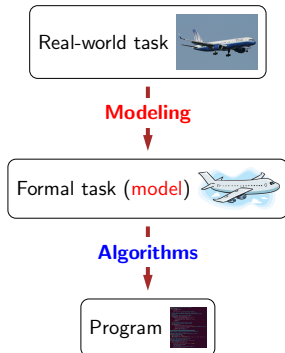 Real-world task
Modeling
Formal task (model)
Algorithms
Program